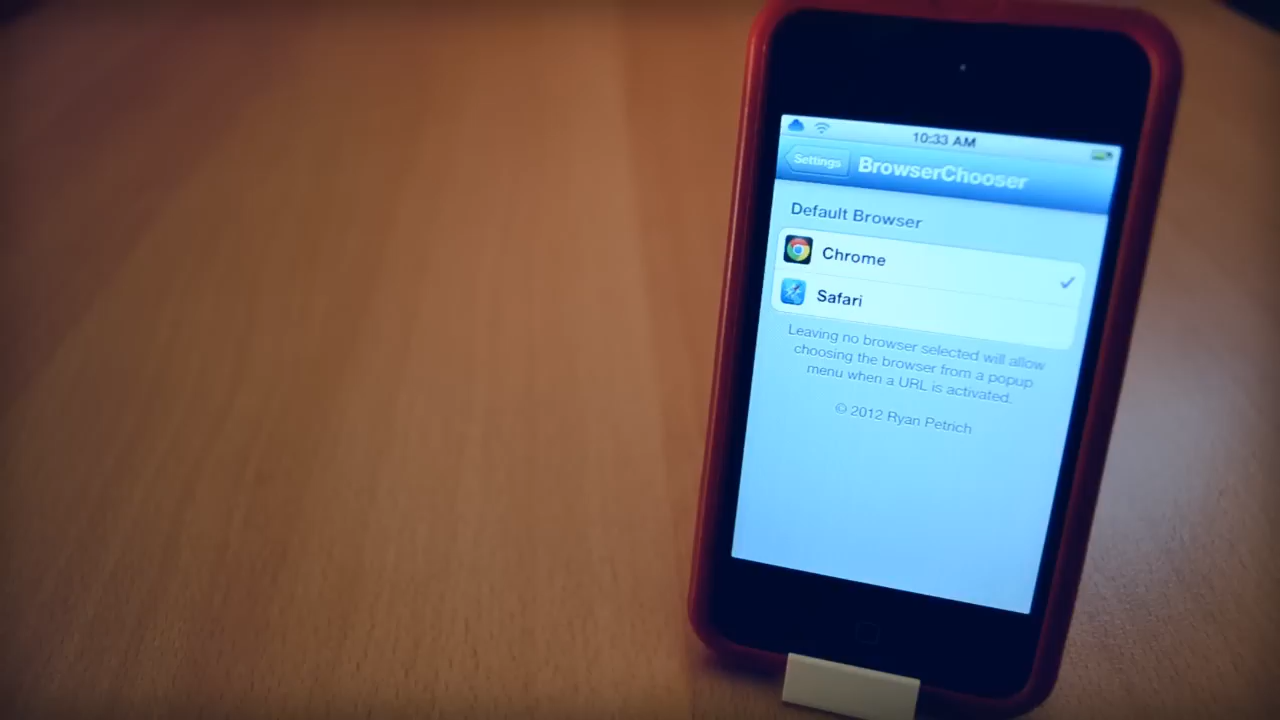 10:33 AM
Settings
BrowserChooser
Default Browser
Chrome
Safari
Leaving no browser selected will allow
choosing the browser from a popup
menu when a URL is activated.
© 2012 Ryan Petrich